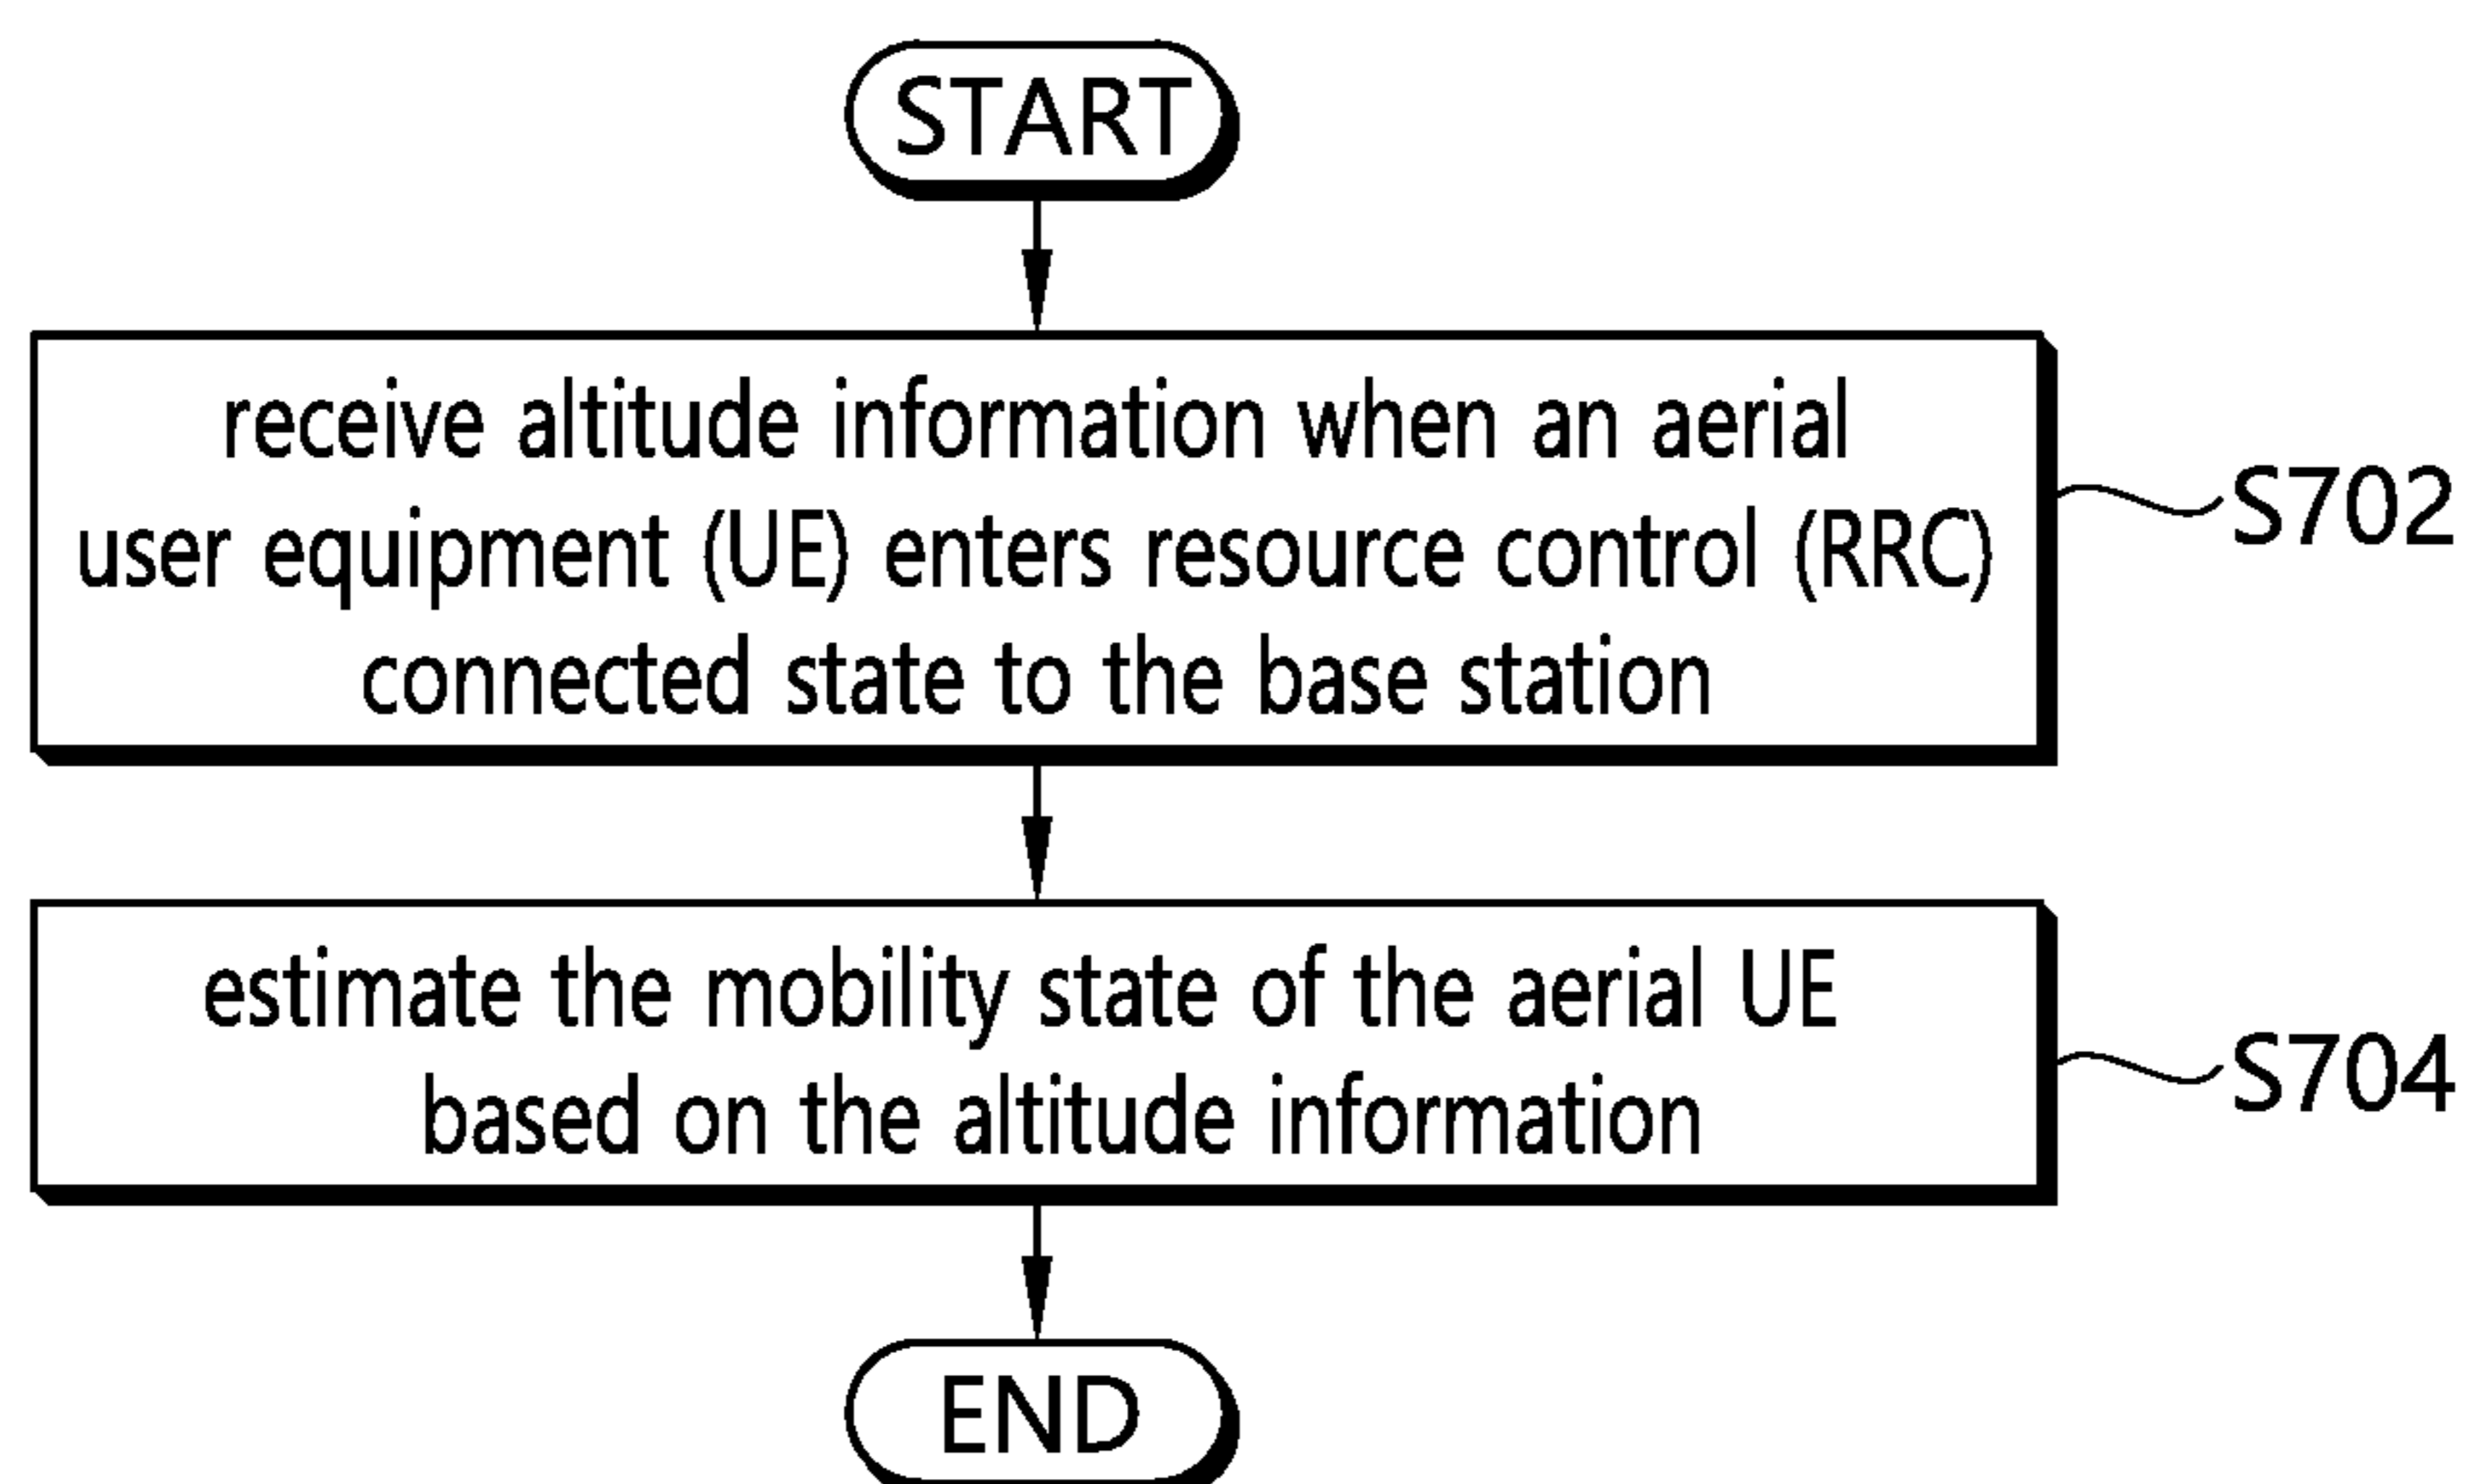 START
receive altitude information when an aerial
user equipment (UE) enters resource control (RRC)
connected state to the base station
S702
estimate the mobility state of the aerial UE
based on the altitude information
S704
END